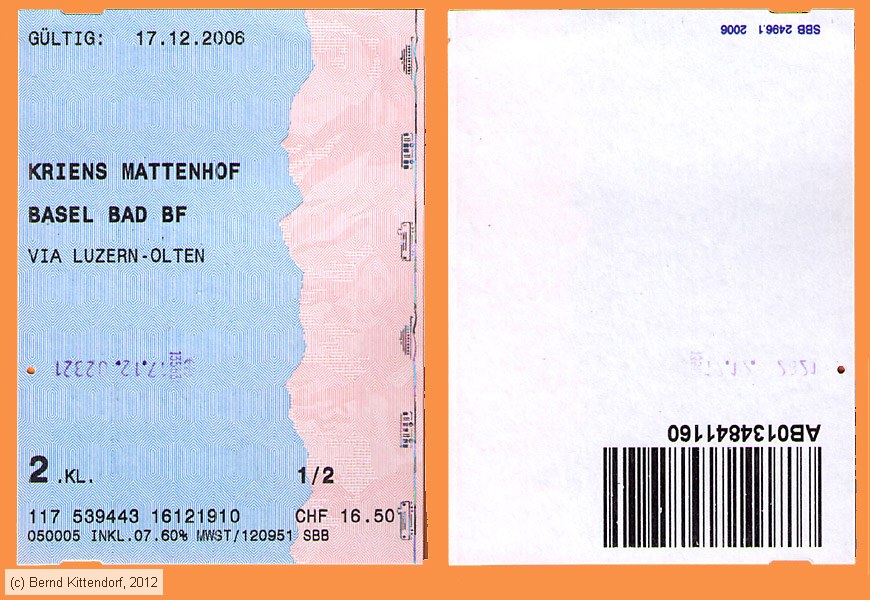 GÜLTIG: 17.12.2006
KRIENS MATTENHOF
BASEL BAD BF
VIA LUZERN-OLTEN
2.KL. 1/2
117 539443 16121910 CHF 16.50
050005 INKL.07.60% MWST/120951 SBB
SBB 2496.1 2006
AB0134841160
(c) Bernd Kittendorf, 2012